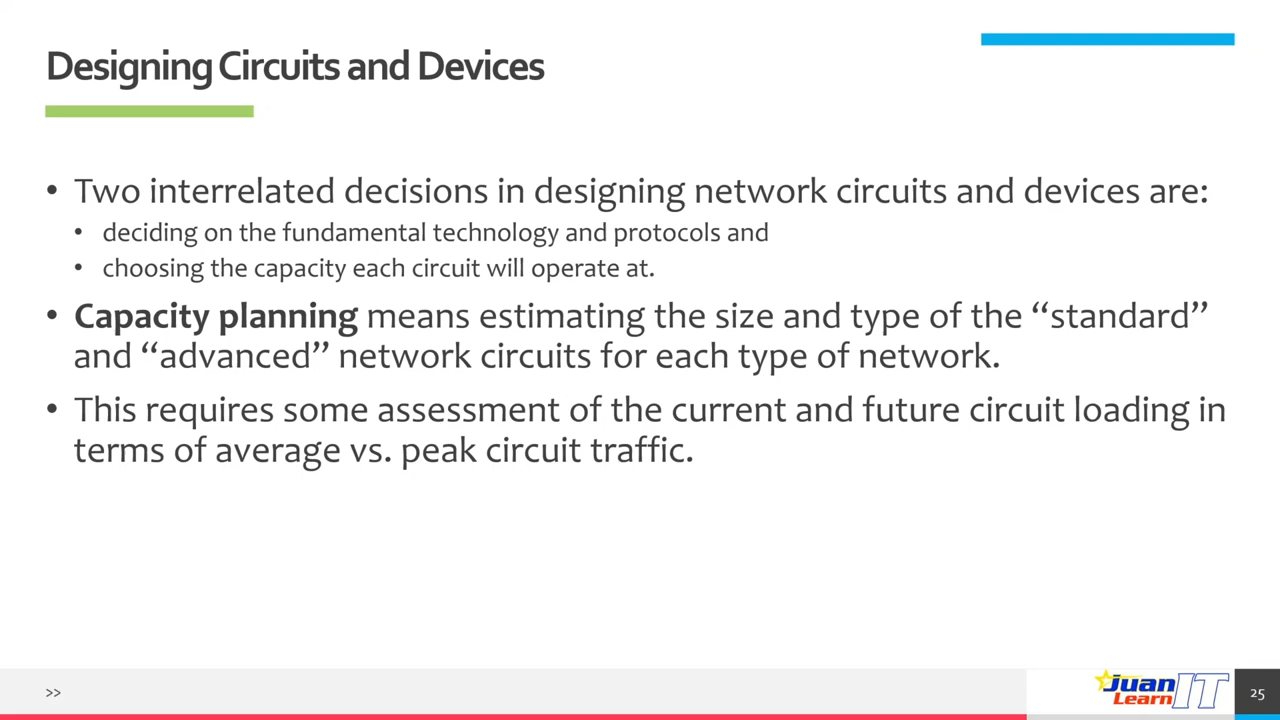 Designing Circuits and Devices
• Two interrelated decisions in designing network circuits and devices are:
• deciding on the fundamental technology and protocols and
• choosing the capacity each circuit will operate at.
• Capacity planning means estimating the size and type of the “standard”
and “advanced” network circuits for each type of network.
• This requires some assessment of the current and future circuit loading in
terms of average vs. peak circuit traffic.
>>
Juan
Learn
IT
25